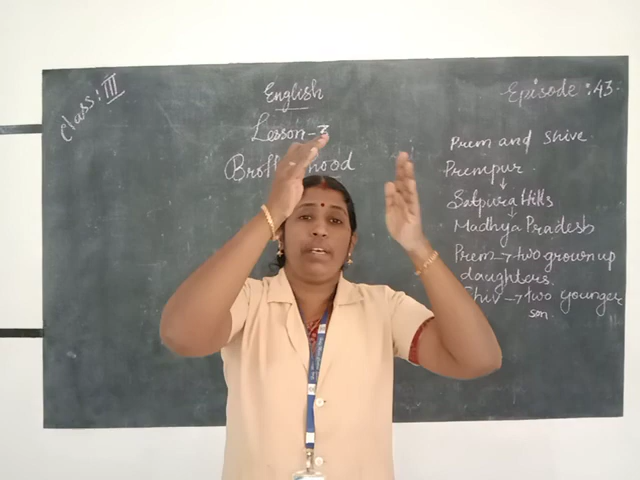 Class: III
English
Lesson-3
Episode : 43.
Prem and Shive
Prempur
Satpura Hills
Madhya Pradesh
Prem → two grown up
daughters.
Shiv → two younger
son.